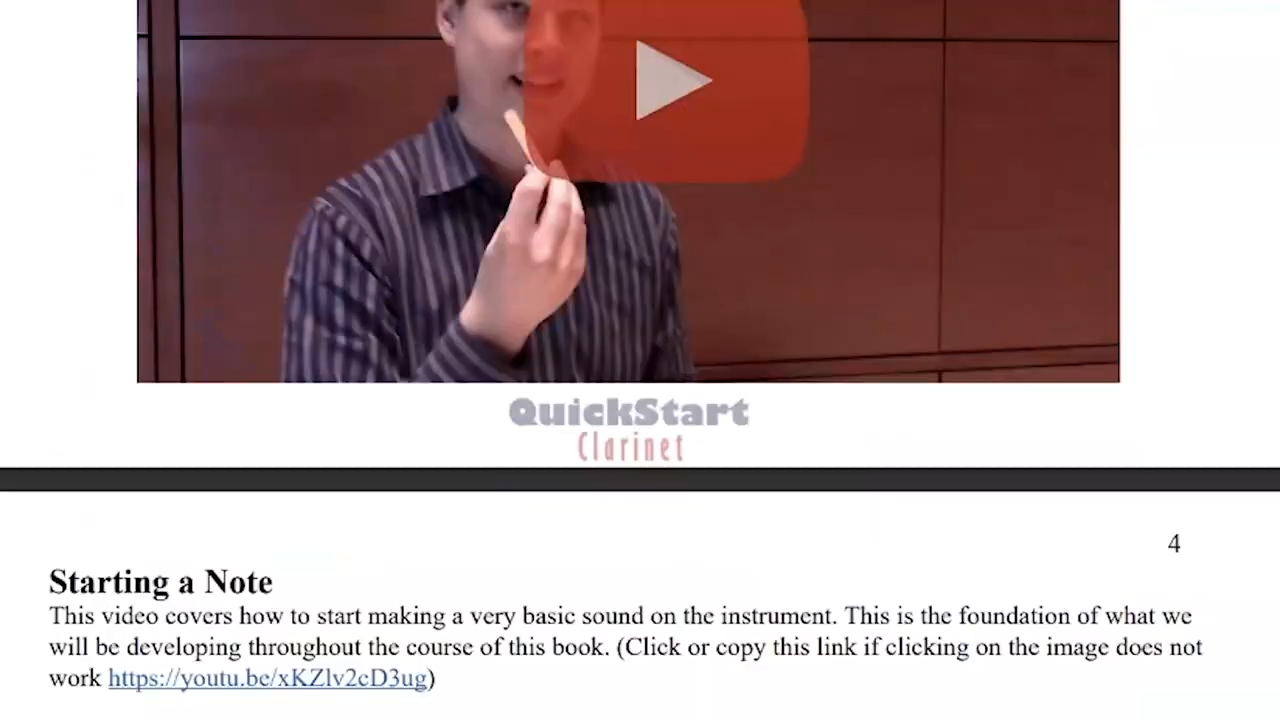 QuickStart
Clarinet
4
Starting a Note
This video covers how to start making a very basic sound on the instrument. This is the foundation of what we
will be developing throughout the course of this book. (Click or copy this link if clicking on the image does not
work https://youtu.be/xKZlv2cD3ug)